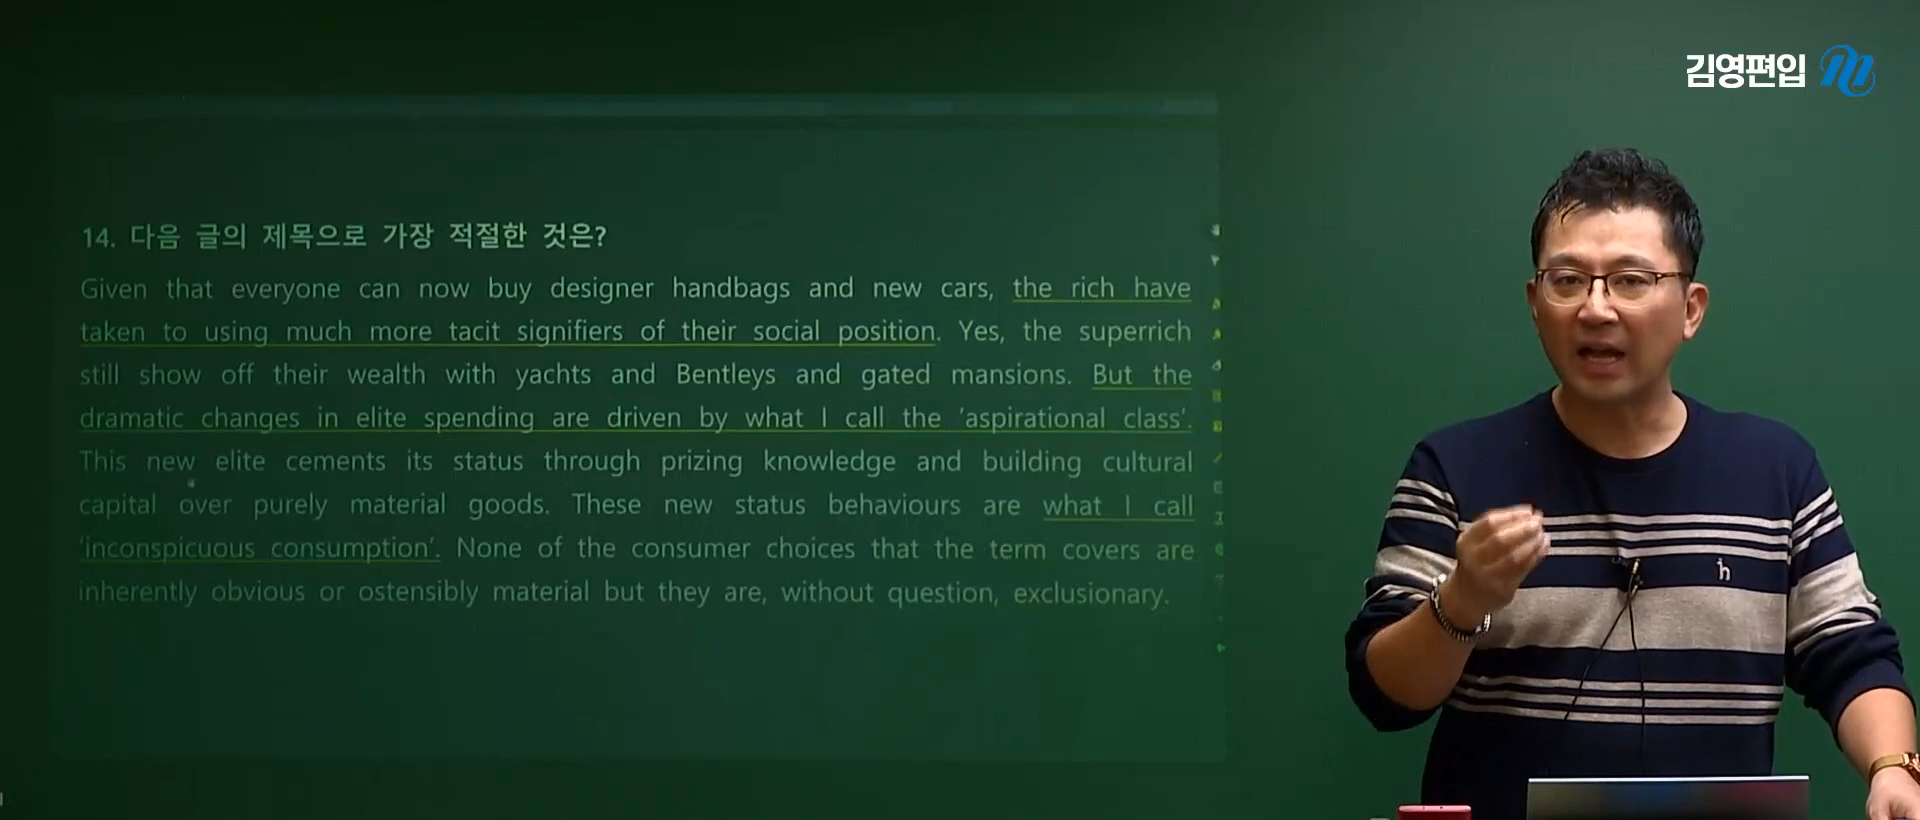 김영편입
14. 다음 글의 제목으로 가장 적절한 것은?
Given that everyone can now buy designer handbags and new cars, the rich have
taken to using much more tacit signifiers of their social position. Yes, the superrich
still show off their wealth with yachts and Bentleys and gated mansions. But the
dramatic changes in elite spending are driven by what I call the 'aspirational class'.
This new elite cements its status through prizing knowledge and building cultural
capital over purely material goods. These new status behaviours are what I call
'inconspicuous consumption'. None of the consumer choices that the term covers are
inherently obvious or ostensibly material but they are, without question, exclusionary.